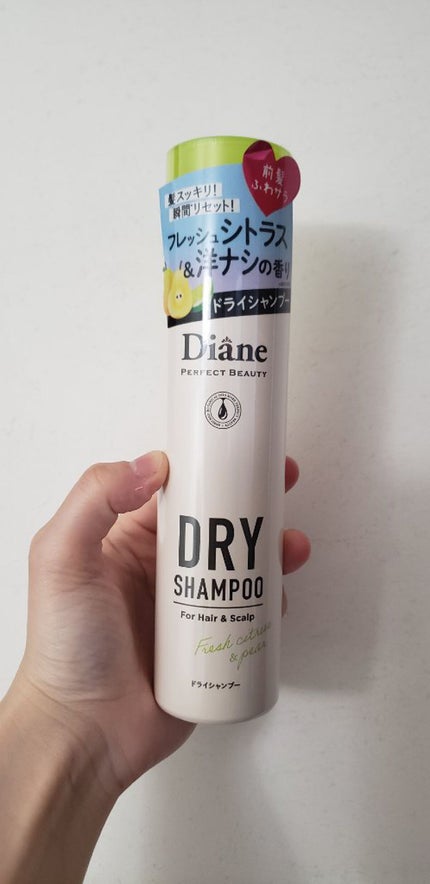 前髪
ふわサラ
髪スッキリ!
瞬間リセット!
フレッシュシトラス
&洋ナシの香り
ドライシャンプー
Diane
PERFECT BEAUTY
DRY
SHAMPOO
For Hair & Scalp
Fresh citrus
& pear
ドライシャンプー